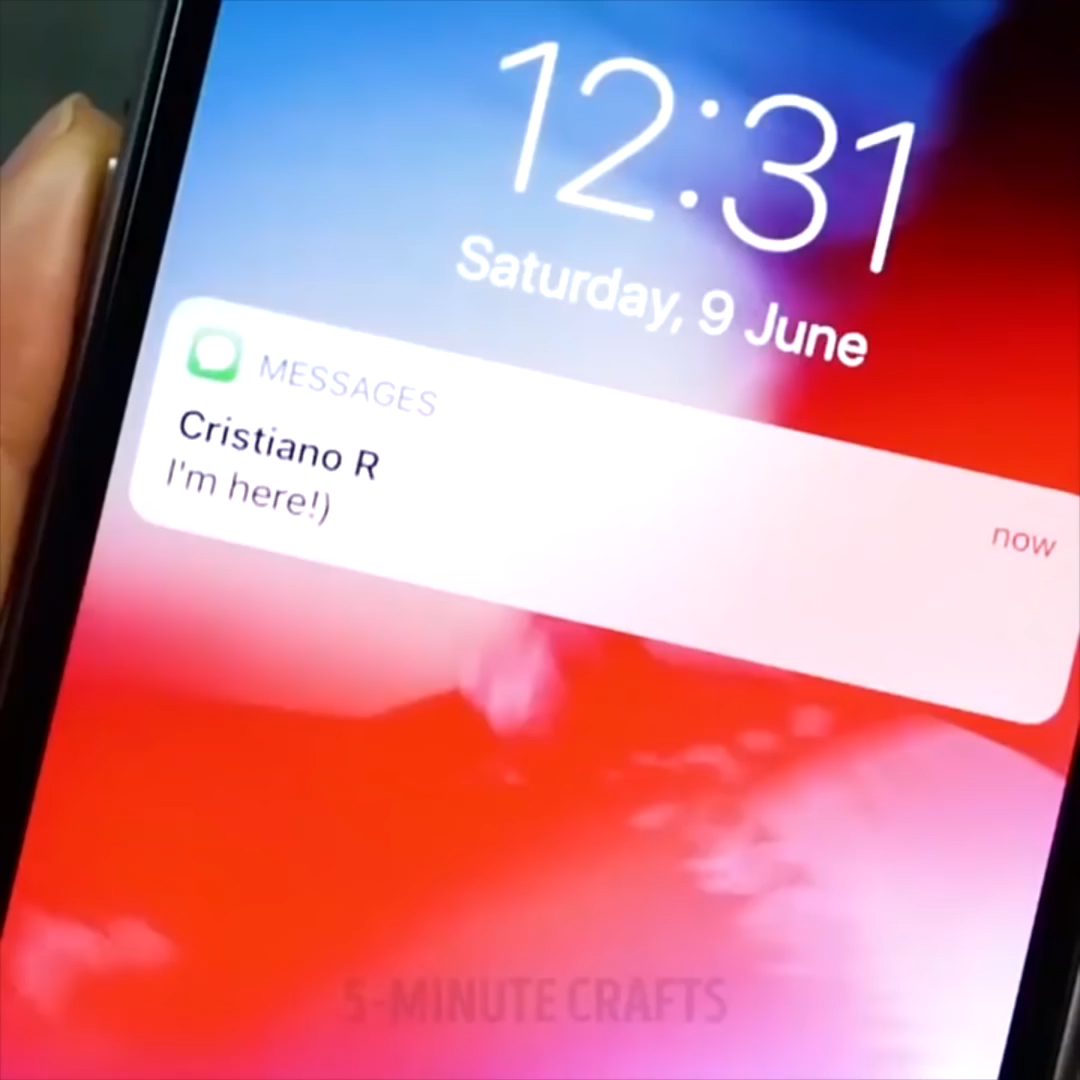 12:31
Saturday, 9 June
MESSAGES
now
Cristiano R
I'm here!)
5-MINUTE CRAFTS